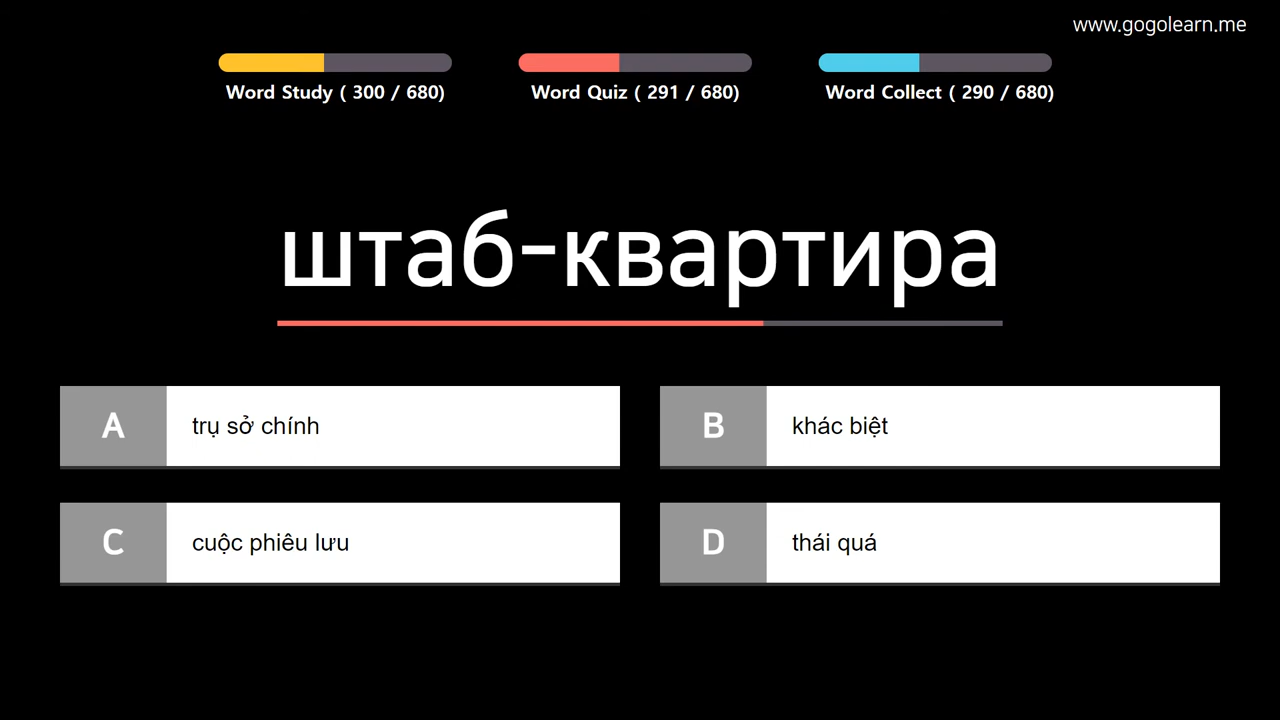 www.gogolearn.me
Word Study ( 300 / 680)
Word Quiz ( 291 / 680)
Word Collect ( 290 / 680)
штаб-квартира
A trụ sở chính
B khác biệt
C cuộc phiêu lưu
D thái quá